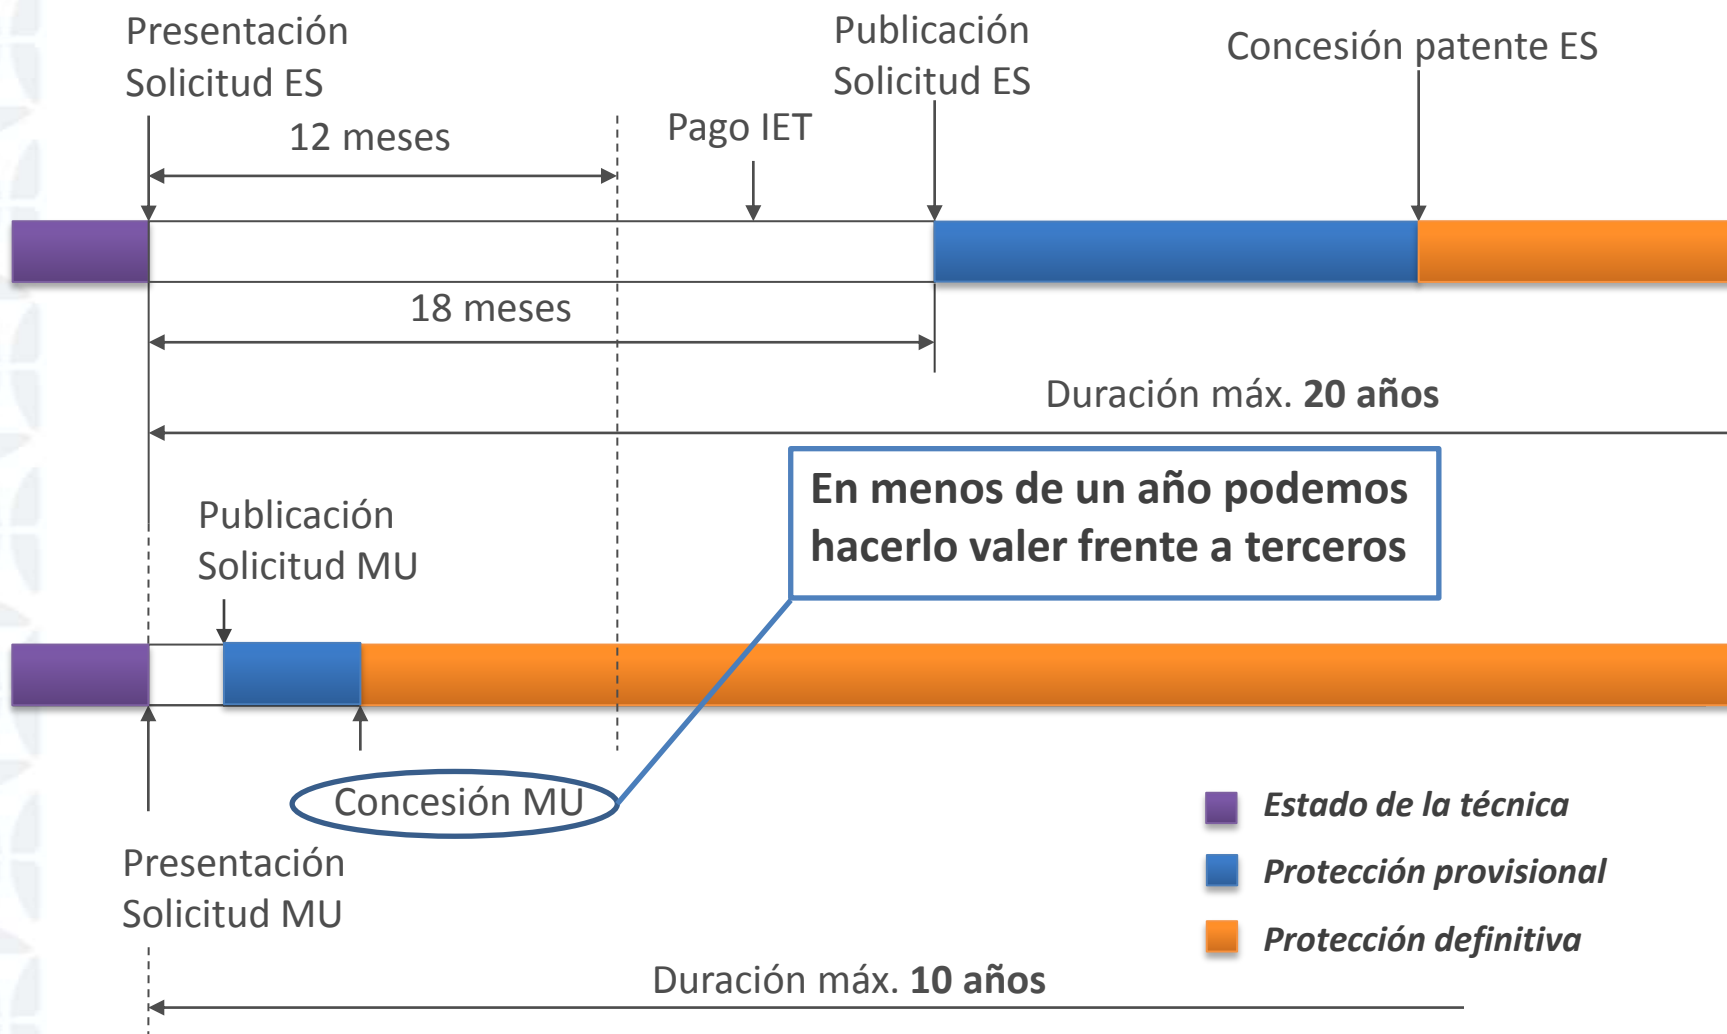 Presentación
Solicitud ES
Publicación
Solicitud ES
Concesión patente ES
12 meses
Pago IET
18 meses
Duración máx. 20 años
En menos de un año podemos
hacerlo valer frente a terceros
Publicación
Solicitud MU
Concesión MU
Presentación
Solicitud MU
Estado de la técnica
Protección provisional
Protección definitiva
Duración máx. 10 años